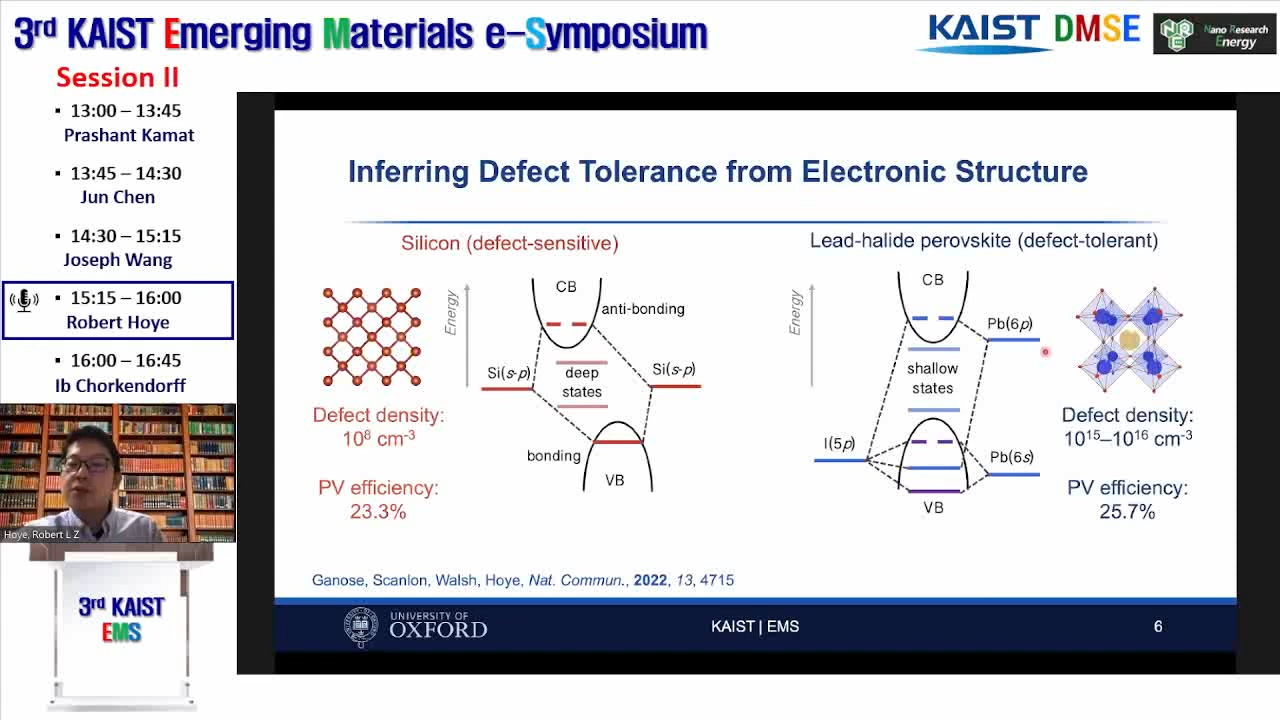 3rd KAIST Emerging Materials e-Symposium
KAIST DMSE
Nano Research
Energy
NRE
Session II
▪ 13:00 – 13:45
Prashant Kamat
▪ 13:45 – 14:30
Jun Chen
▪ 14:30 – 15:15
Joseph Wang
▪ 15:15 – 16:00
Robert Hoye
▪ 16:00 – 16:45
Ib Chorkendorff
Hoye, Robert L Z
3rd KAIST
EMS
Inferring Defect Tolerance from Electronic Structure
Silicon (defect-sensitive)
Energy
CB
anti-bonding
Si(s-p)
deep
states
Si(s-p)
bonding
VB
Defect density:
10⁸ cm⁻³
PV efficiency:
23.3%
Lead-halide perovskite (defect-tolerant)
Energy
CB
Pb(6p)
shallow
states
I(5p)
Pb(6s)
VB
Defect density:
10¹⁵–10¹⁶ cm⁻³
PV efficiency:
25.7%
Ganose, Scanlon, Walsh, Hoye, Nat. Commun., 2022, 13, 4715
UNIVERSITY OF
OXFORD
KAIST | EMS
6